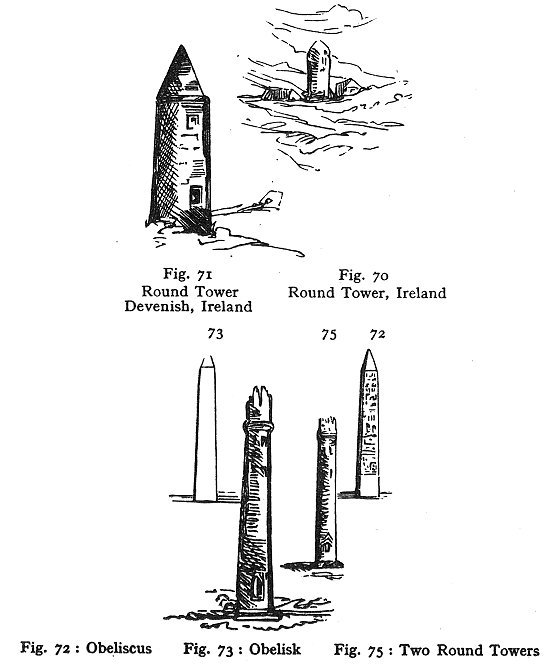 Fig. 71
Round Tower
Devenish, Ireland
Fig. 70
Round Tower, Ireland
73
75
72
Fig. 72 : Obeliscus
Fig. 73 : Obelisk
Fig. 75 : Two Round Towers